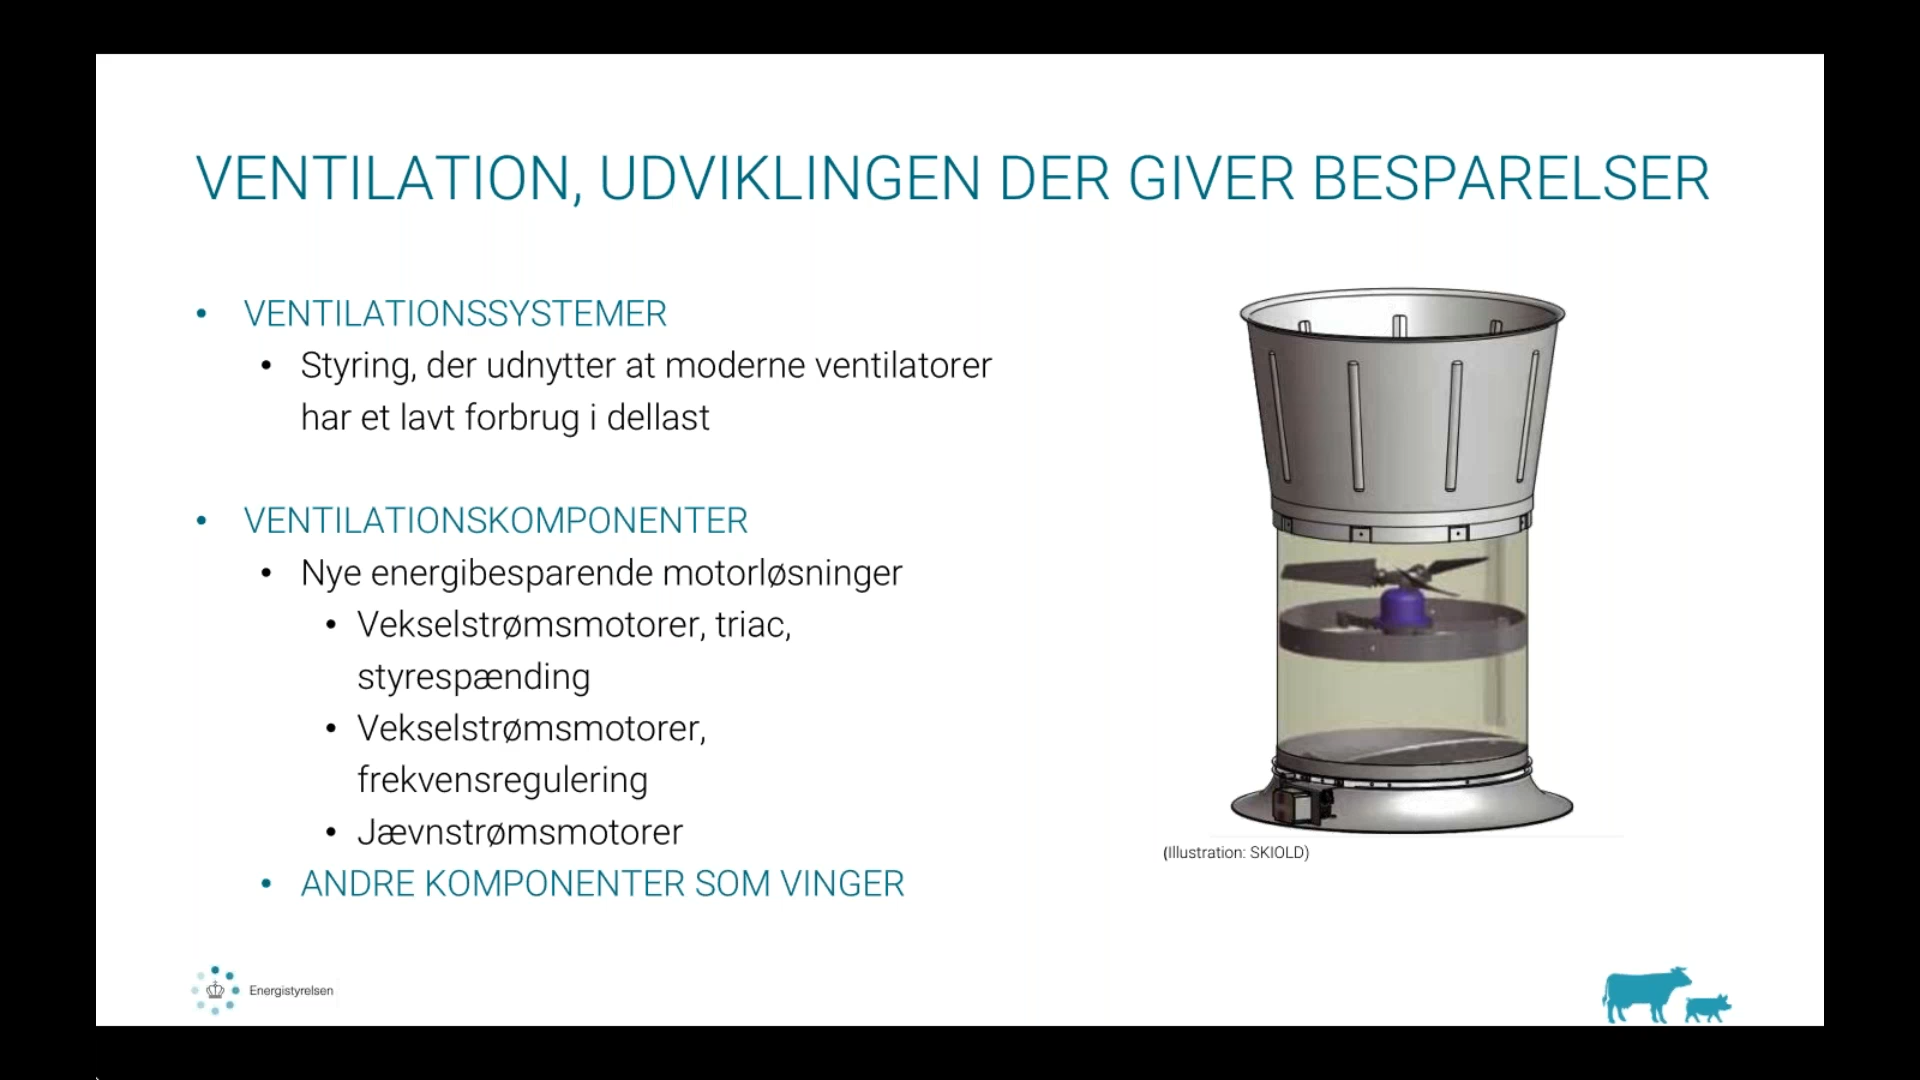 VENTILATION, UDVIKLINGEN DER GIVER BESPARELSER
• VENTILATIONSSYSTEMER
• Styring, der udnytter at moderne ventilatorer
har et lavt forbrug i dellast
• VENTILATIONSKOMPONENTER
• Nye energibesparende motorløsninger
• Vekselstrømsmotorer, triac,
styrespænding
• Vekselstrømsmotorer,
frekvensregulering
• Jævnstrømsmotorer
• ANDRE KOMPONENTER SOM VINGER
(Illustration: SKIOLD)
Energistyrelsen